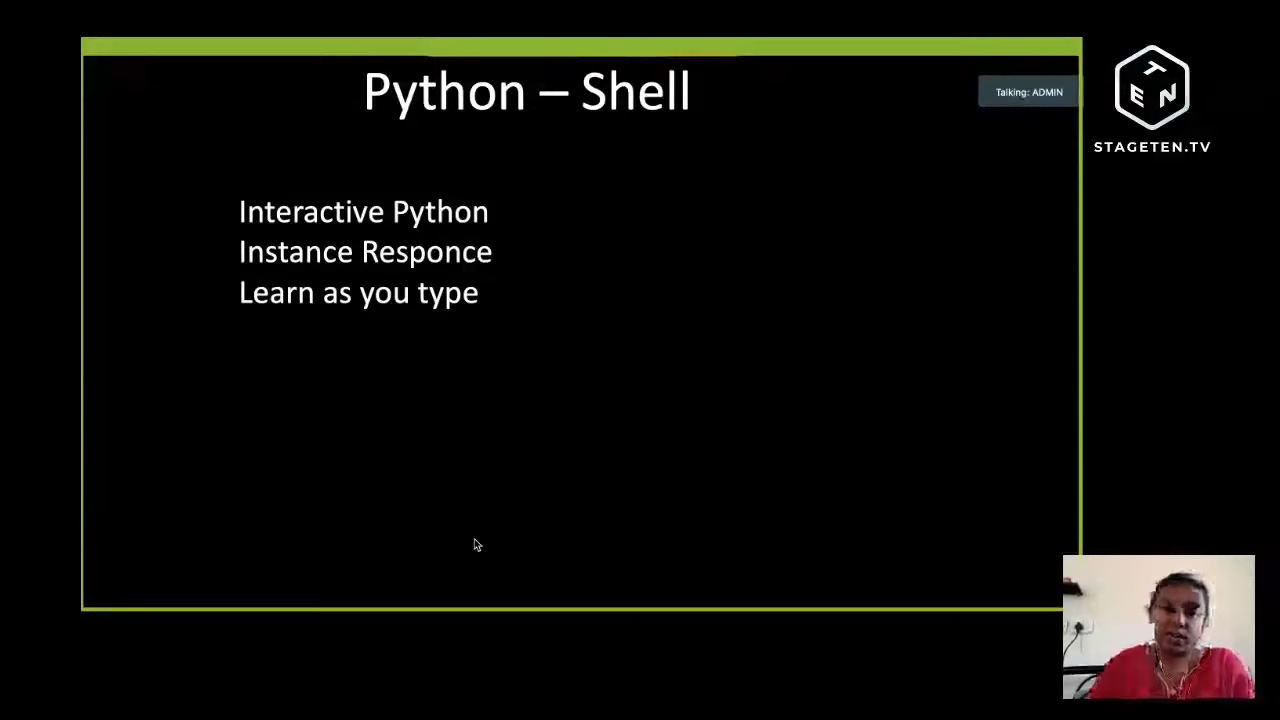 Python – Shell
Talking: ADMIN
T
E N
STAGETEN.TV
Interactive Python
Instance Responce
Learn as you type